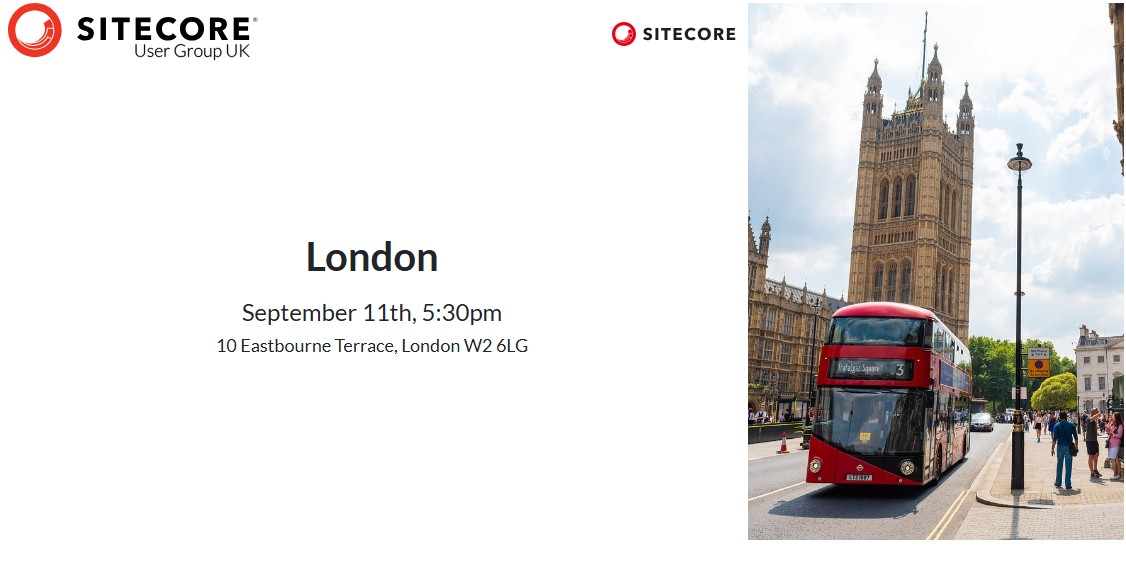 SITECORE®
User Group UK
SITECORE
London
September 11th, 5:30pm
10 Eastbourne Terrace, London W2 6LG
Trafalgar Square 3